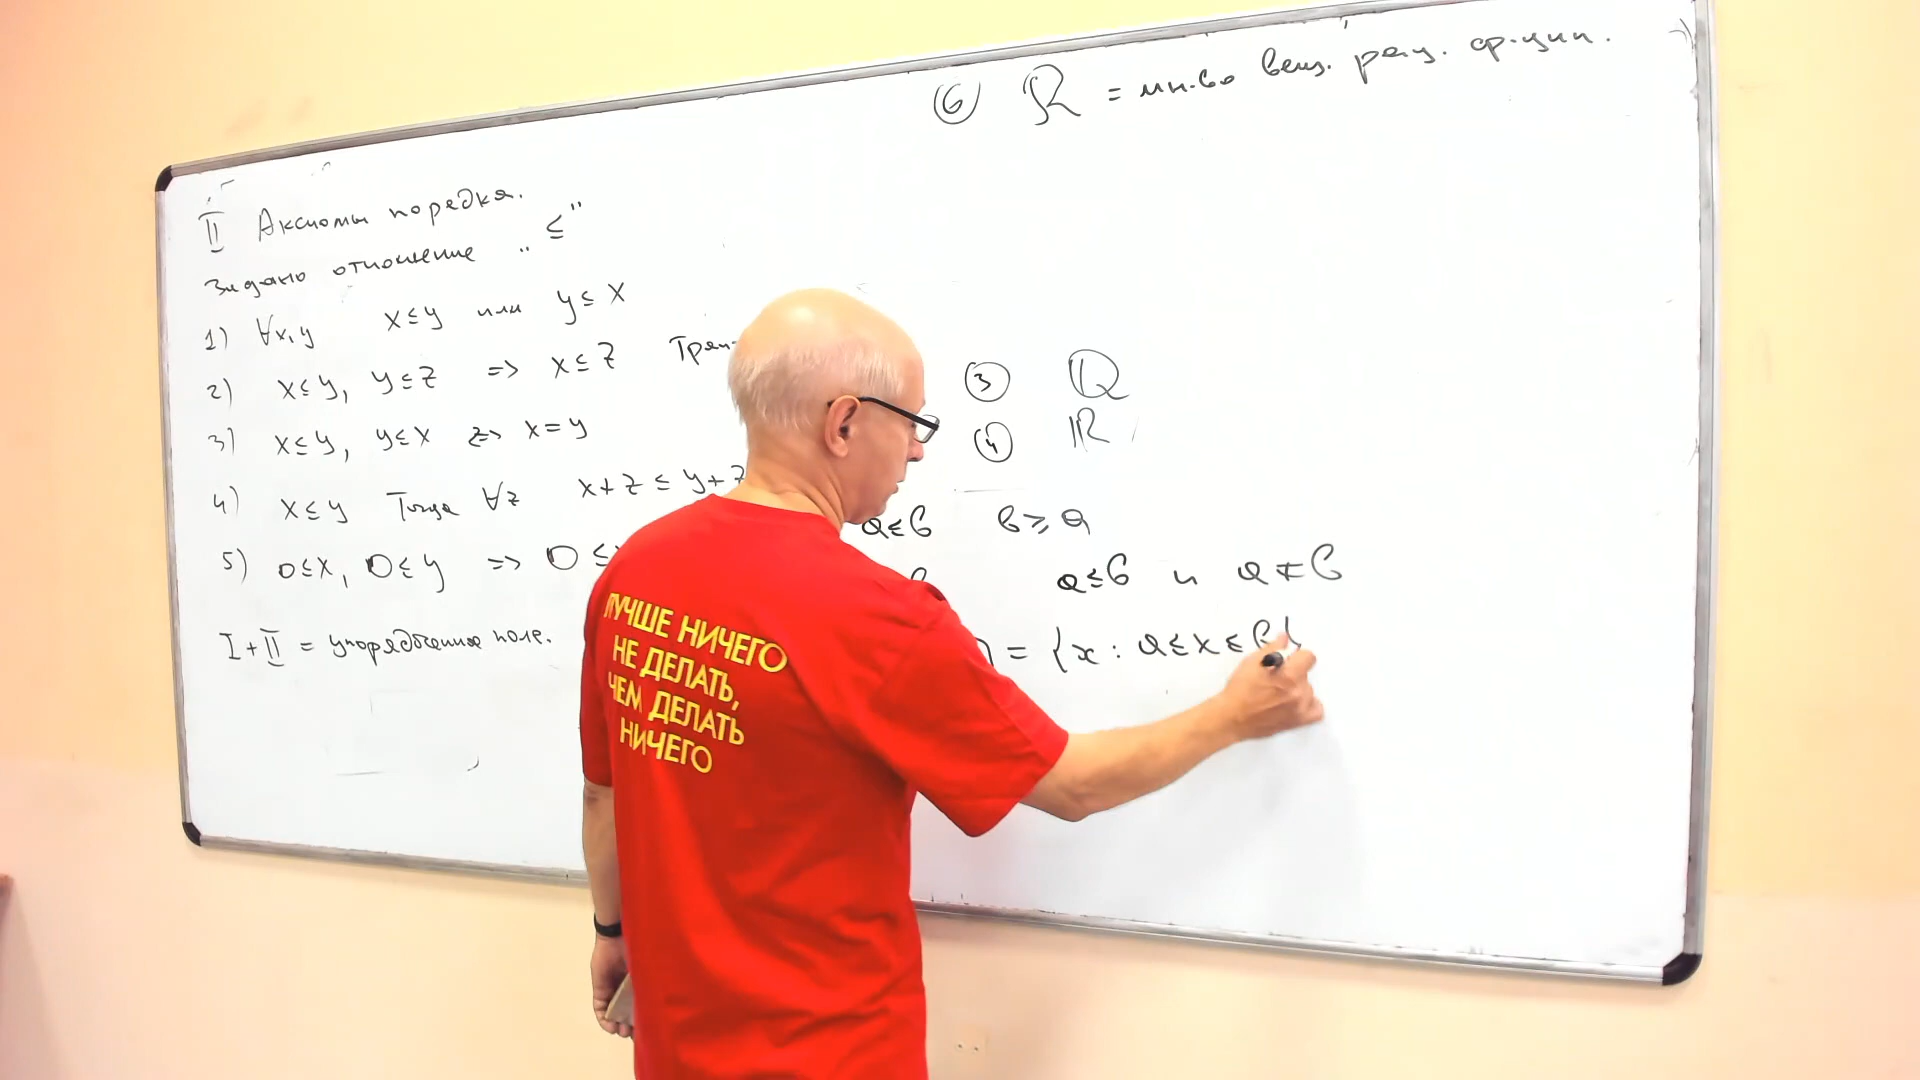 II Аксиомы порядка.
Задано отношение "≤"
1) ∀x,y x≤y или y≤x
2) x≤y, y≤z => x≤z Тран
3) x≤y, y≤x => x=y
4) x≤y Тогда ∀z x+z≤y+z
5) 0≤x, 0≤y => 0≤x
I+II = упорядоченное поле.
⑥ R = мн-во вещ. рац. ф-ций.
③ ℚ
④ ℝ
a≤b b≥a
a≤b и a≠b
= {x : a≤x≤b}
ЛУЧШЕ НИЧЕГО
НЕ ДЕЛАТЬ,
ЧЕМ ДЕЛАТЬ
НИЧЕГО